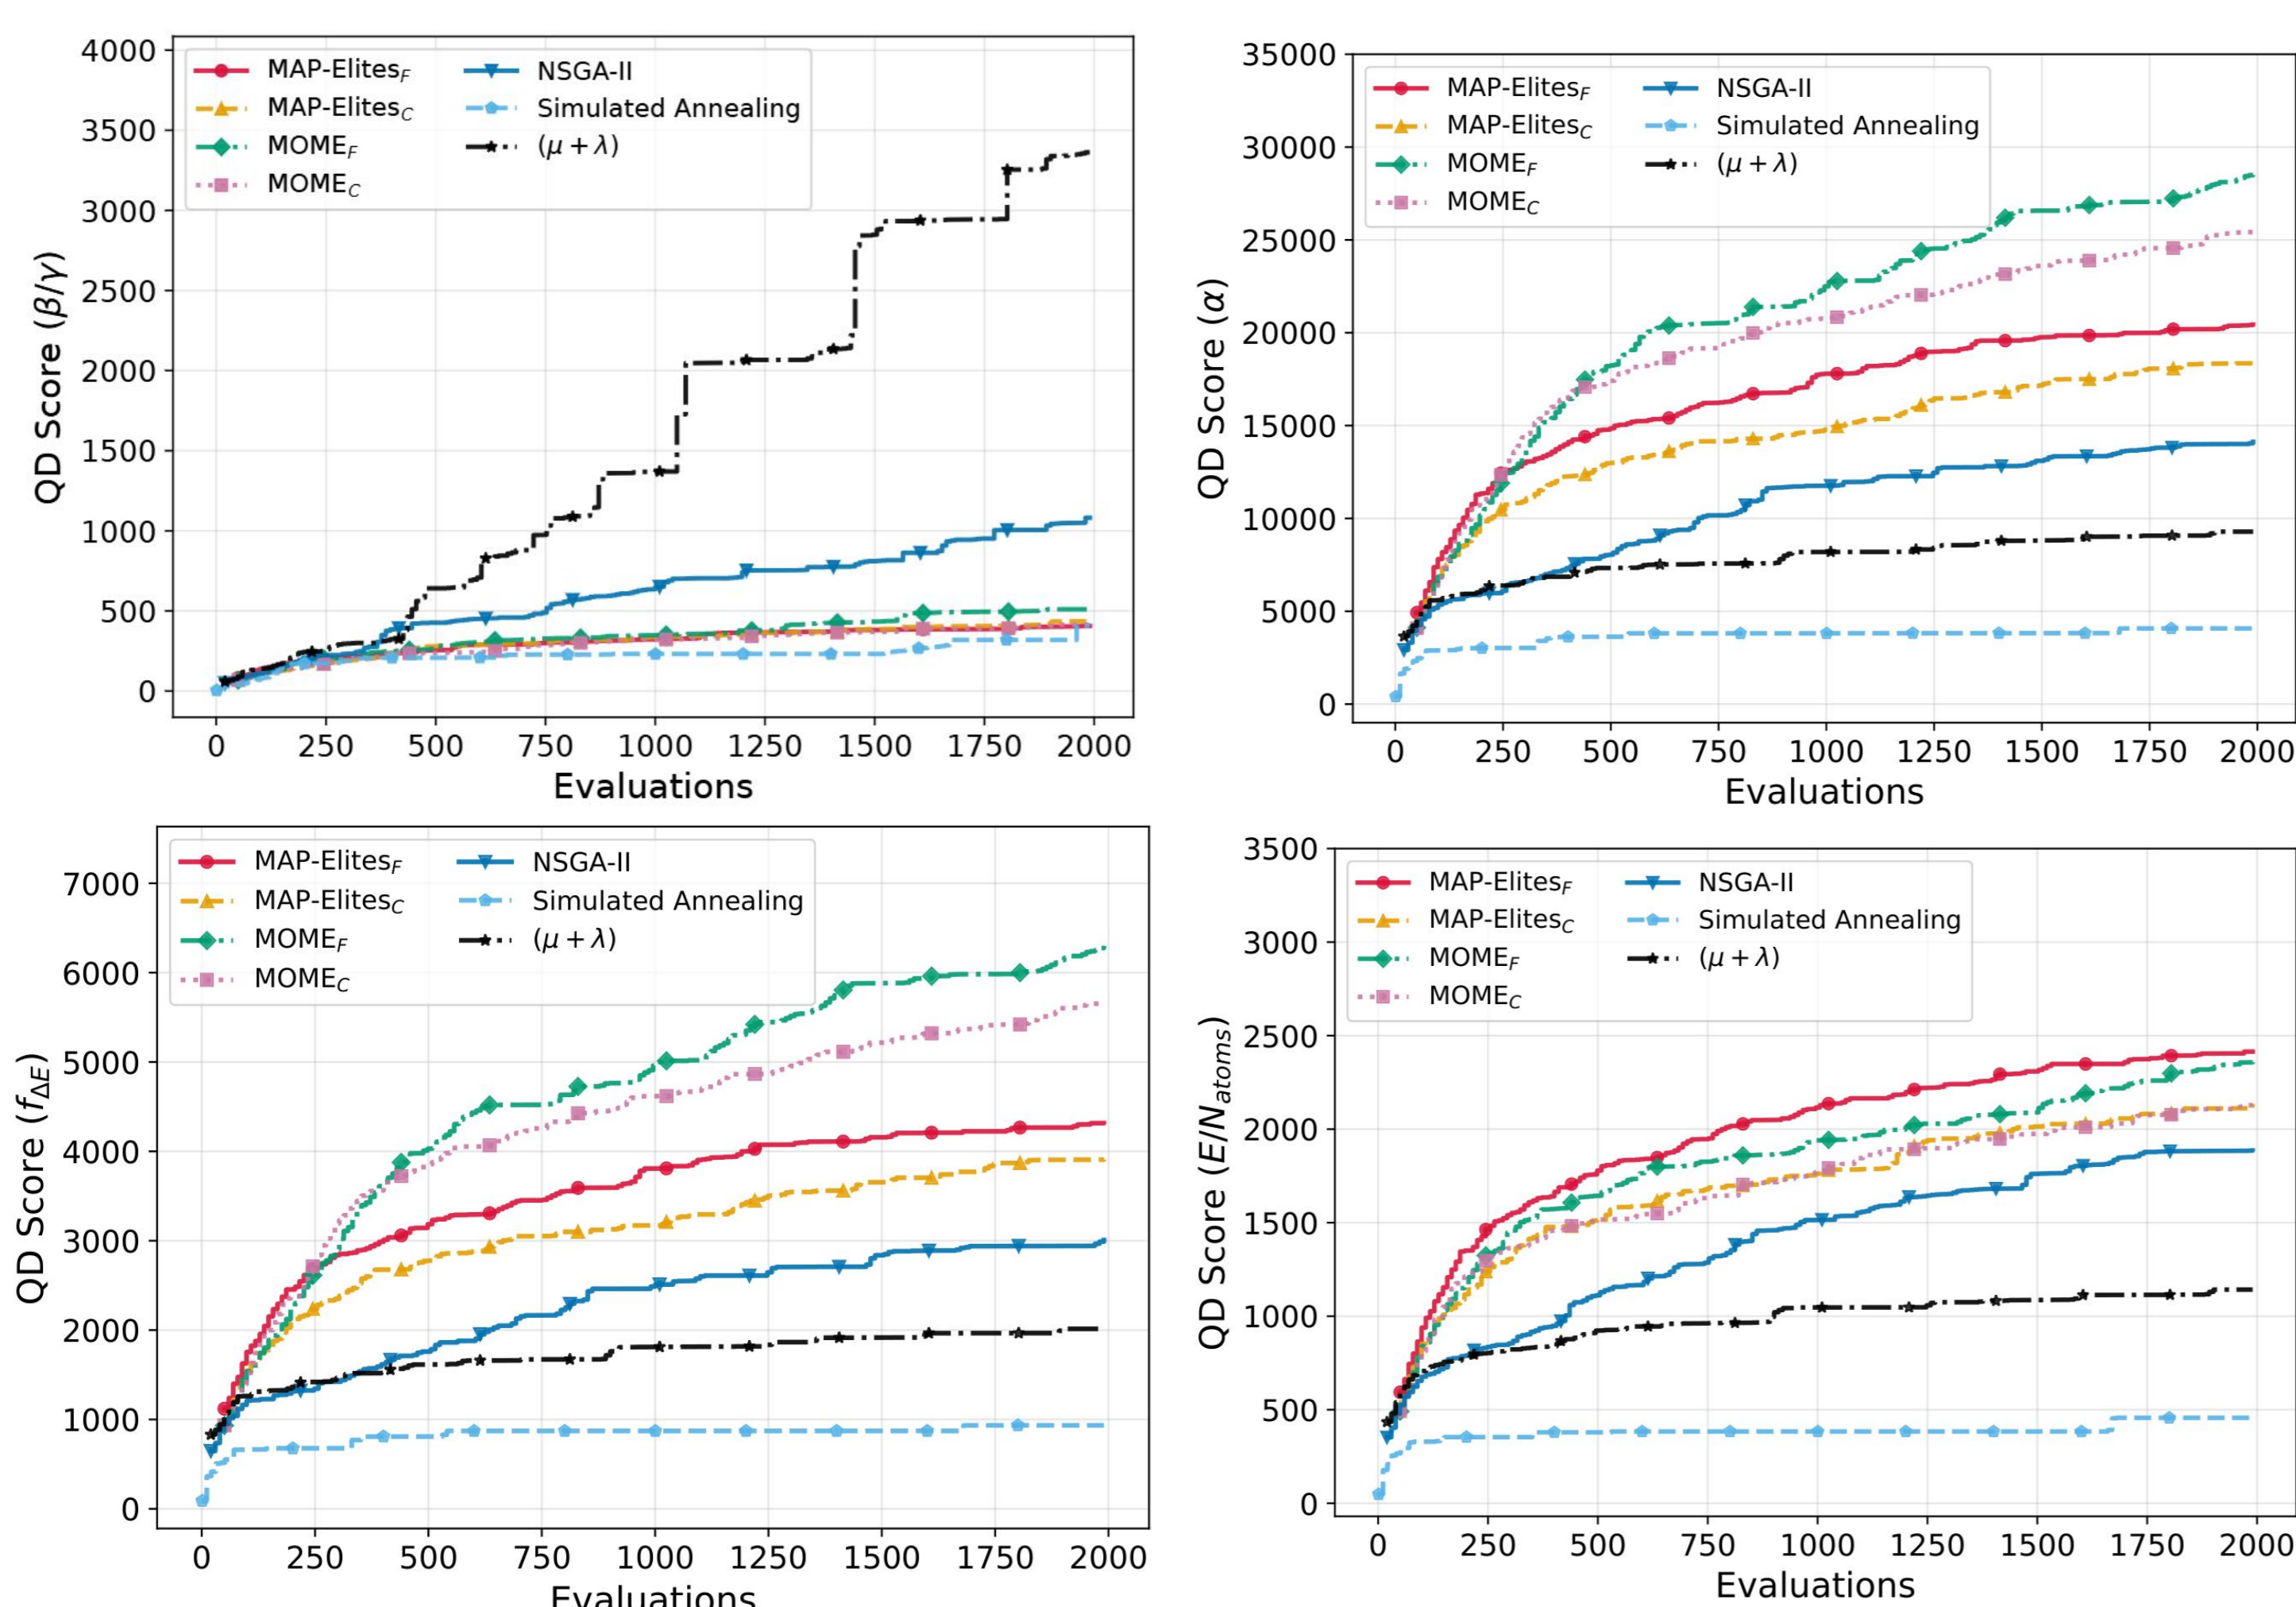 QD Score (β/γ)
4000
3500
3000
2500
2000
1500
1000
500
0
MAP-Elites_F
MAP-Elites_C
MOME_F
MOME_C
NSGA-II
Simulated Annealing
(μ + λ)
0 250 500 750 1000 1250 1500 1750 2000
Evaluations
QD Score (α)
35000
30000
25000
20000
15000
10000
5000
0
MAP-Elites_F
MAP-Elites_C
MOME_F
MOME_C
NSGA-II
Simulated Annealing
(μ + λ)
0 250 500 750 1000 1250 1500 1750 2000
Evaluations
QD Score (f_ΔE)
7000
6000
5000
4000
3000
2000
1000
0
MAP-Elites_F
MAP-Elites_C
MOME_F
MOME_C
NSGA-II
Simulated Annealing
(μ + λ)
0 250 500 750 1000 1250 1500 1750 2000
Evaluations
QD Score (E/N_atoms)
3500
3000
2500
2000
1500
1000
500
0
MAP-Elites_F
MAP-Elites_C
MOME_F
MOME_C
NSGA-II
Simulated Annealing
(μ + λ)
0 250 500 750 1000 1250 1500 1750 2000
Evaluations